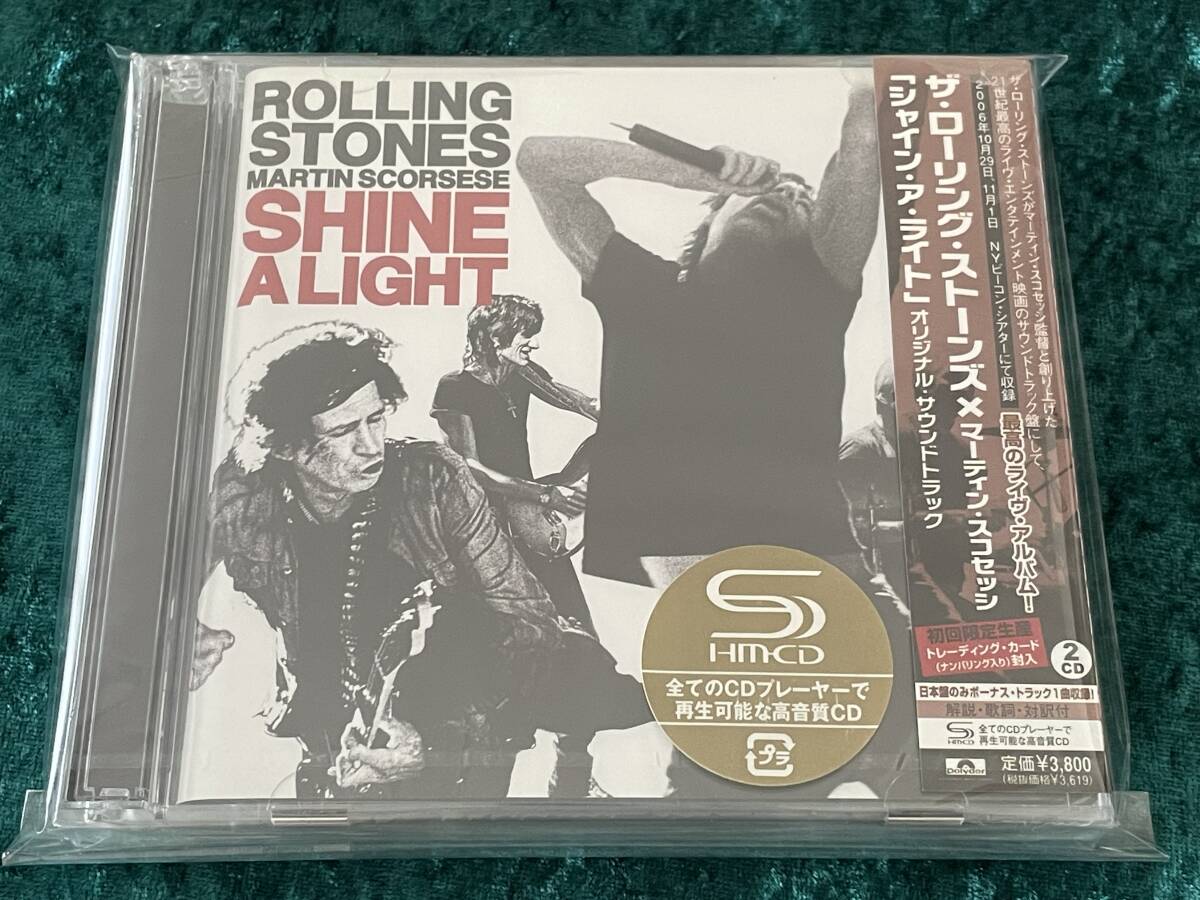 ROLLING
STONES
MARTIN SCORSESE
SHINE
A LIGHT
SHM-CD
全てのCDプレーヤーで
再生可能な高音質CD
プラ
ザ・ローリング・ストーンズがマーティン・スコセッシ監督と創り上げた
21世紀最高のライヴ・エンタテインメント映画のサウンドトラック盤にして、
最高のライヴ・アルバム!
2006年10月29日、11月1日 NYビーコン・シアターにて収録
ザ・ローリング・ストーンズ×マーティン・スコセッシ
「シャイン・ア・ライト」オリジナル・サウンドトラック
初回限定生産
トレーディング・カード
(ナンバリング入り)封入
2
CD
日本盤のみボーナス・トラック1曲収録!
解説・歌詞・対訳付
SHM-CD
全てのCDプレーヤーで
再生可能な高音質CD
Polydor
定価¥3,800
(税抜価格¥3,619)